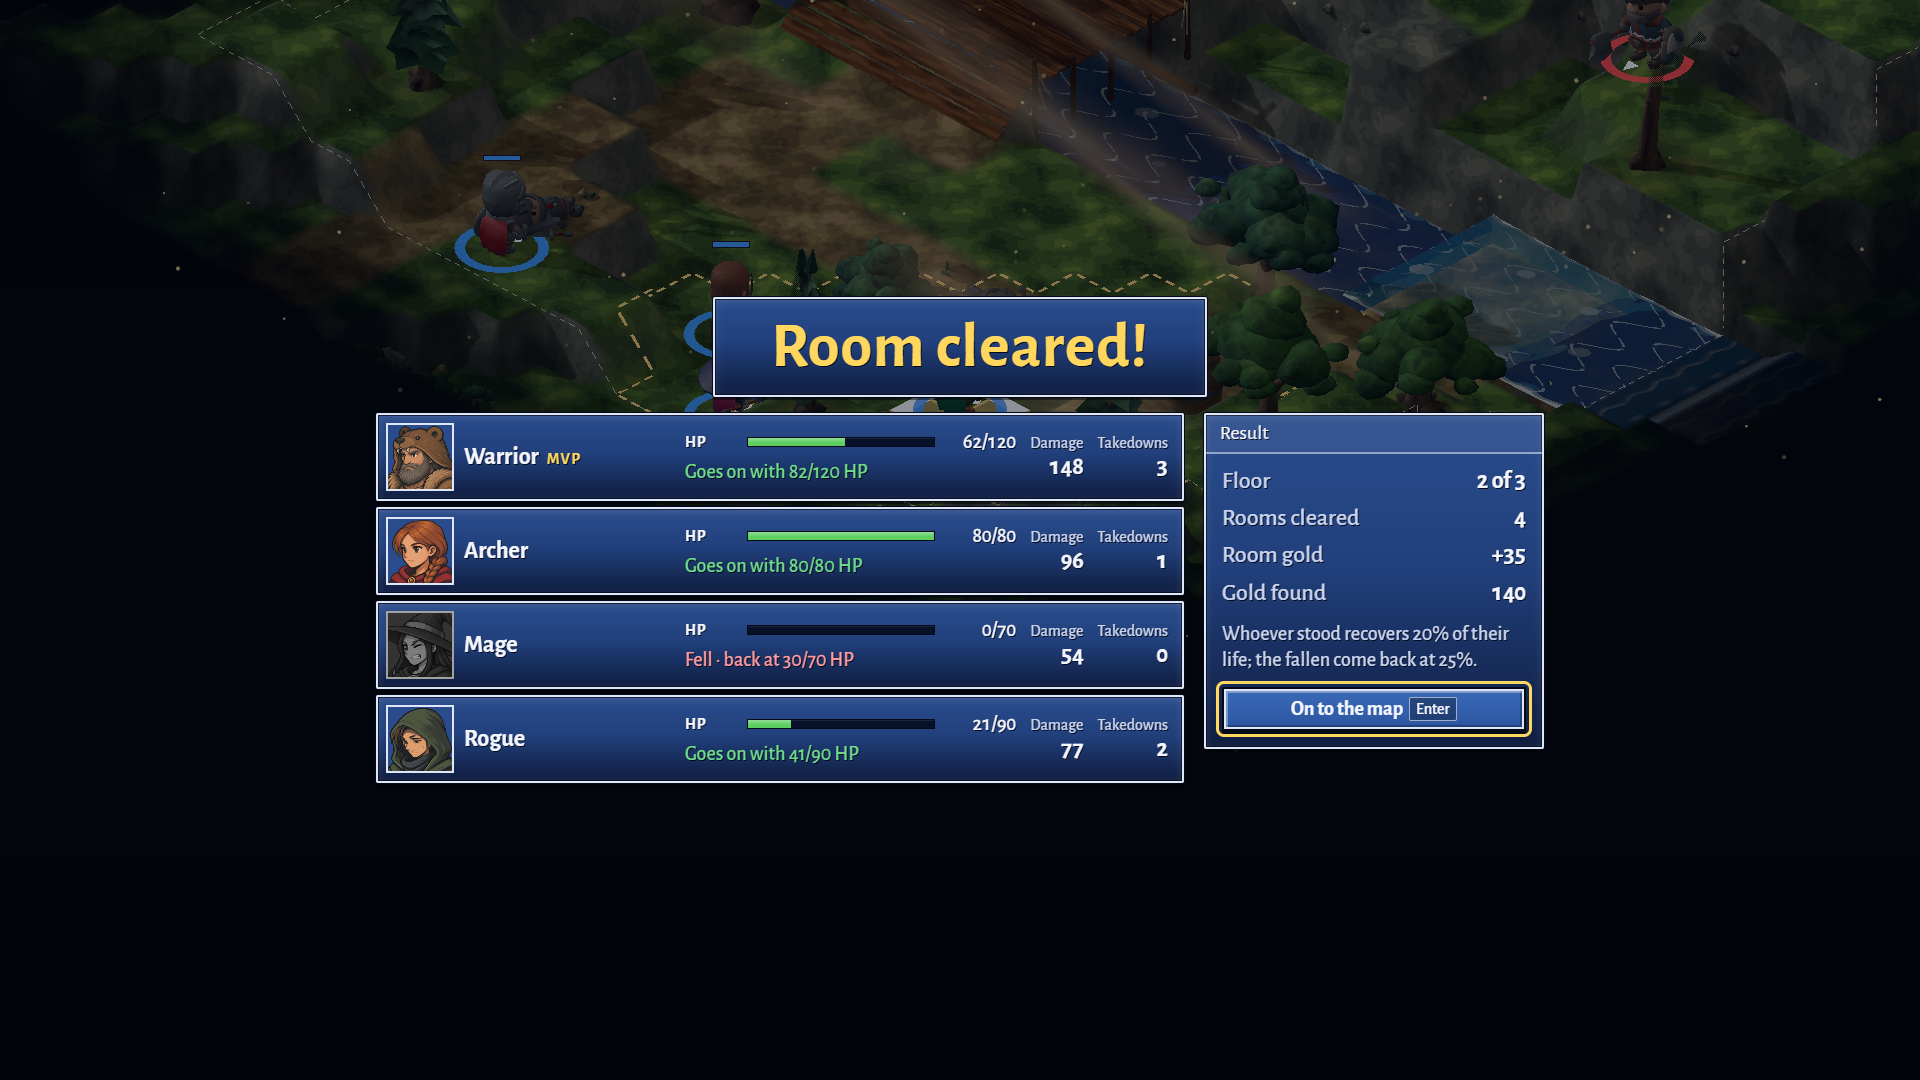 Room cleared!
Warrior MVP
HP 62/120 Damage Takedowns
Goes on with 82/120 HP 148 3
Archer
HP 80/80 Damage Takedowns
Goes on with 80/80 HP 96 1
Mage
HP 0/70 Damage Takedowns
Fell · back at 30/70 HP 54 0
Rogue
HP 21/90 Damage Takedowns
Goes on with 41/90 HP 77 2
Result
Floor 2 of 3
Rooms cleared 4
Room gold +35
Gold found 140
Whoever stood recovers 20% of their
life; the fallen come back at 25%.
On to the map Enter